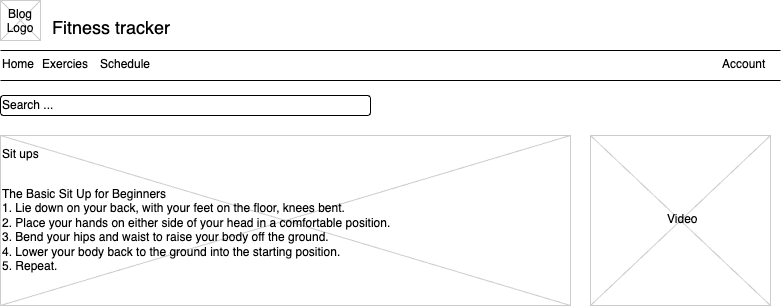 Blog
Logo
Fitness tracker
Home Exercies Schedule Account
Search ...
Sit ups
The Basic Sit Up for Beginners
1. Lie down on your back, with your feet on the floor, knees bent.
2. Place your hands on either side of your head in a comfortable position.
3. Bend your hips and waist to raise your body off the ground.
4. Lower your body back to the ground into the starting position.
5. Repeat.
Video